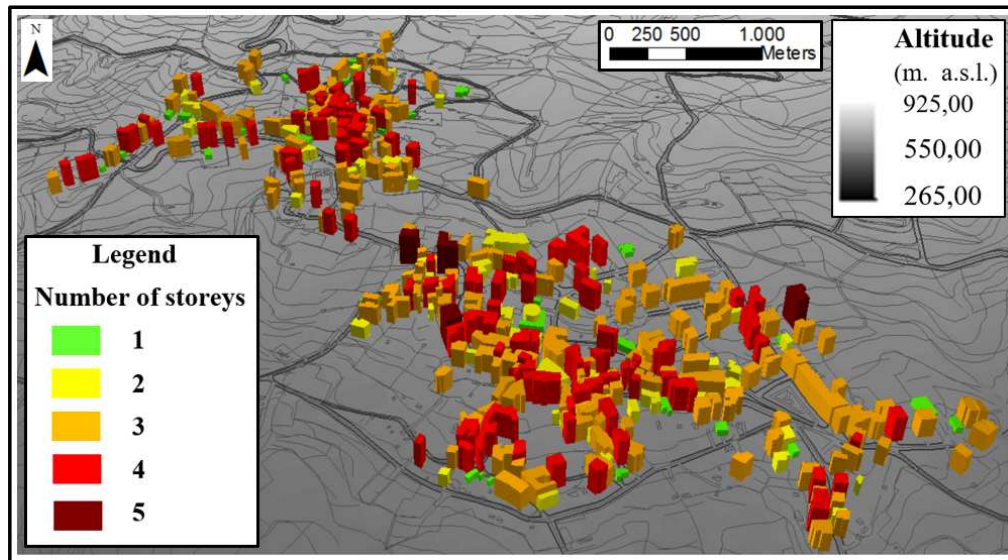 N
0 250 500 1.000
Meters
Altitude
(m. a.s.l.)
925,00
550,00
265,00
Legend
Number of storeys
1
2
3
4
5